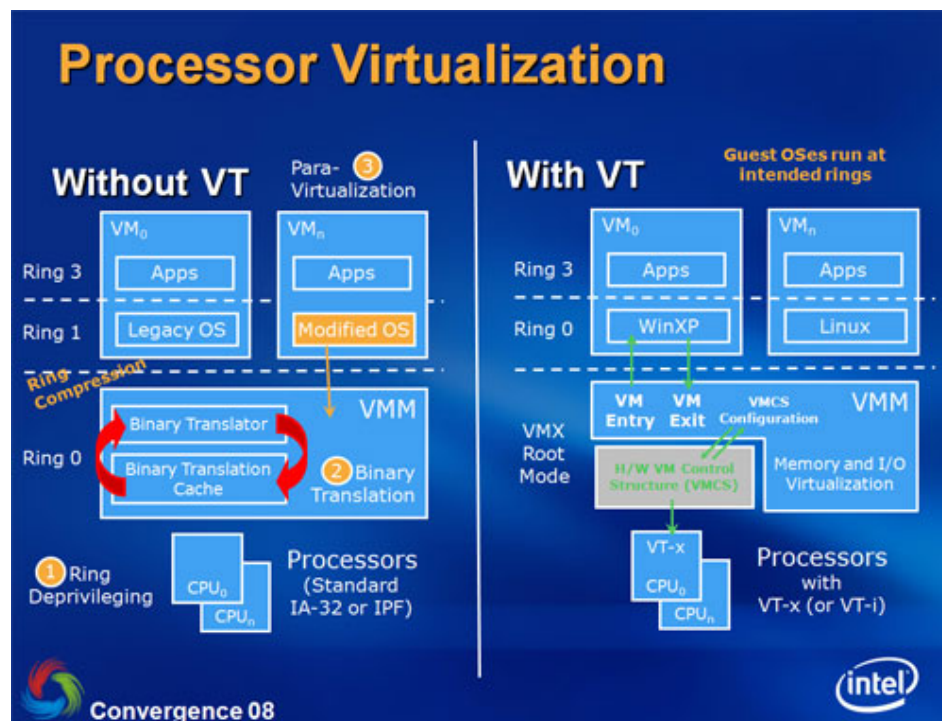 Processor Virtualization
Without VT
Para- 3
Virtualization
VM0
VMn
Ring 3
Apps
Apps
Ring 1
Legacy OS
Modified OS
Ring
Compression
VMM
Ring 0
Binary Translator
Binary Translation
Cache
2 Binary
Translation
1 Ring
Deprivileging
CPU0
CPUn
Processors
(Standard
IA-32 or IPF)
With VT
Guest OSes run at
intended rings
VM0
VMn
Ring 3
Apps
Apps
Ring 0
WinXP
Linux
VMX
Root
Mode
VM
Entry
VM
Exit
VMCS
Configuration
VMM
H/W VM Control
Structure (VMCS)
Memory and I/O
Virtualization
VT-x
CPU0
CPUn
Processors
with
VT-x (or VT-i)
Convergence 08
intel